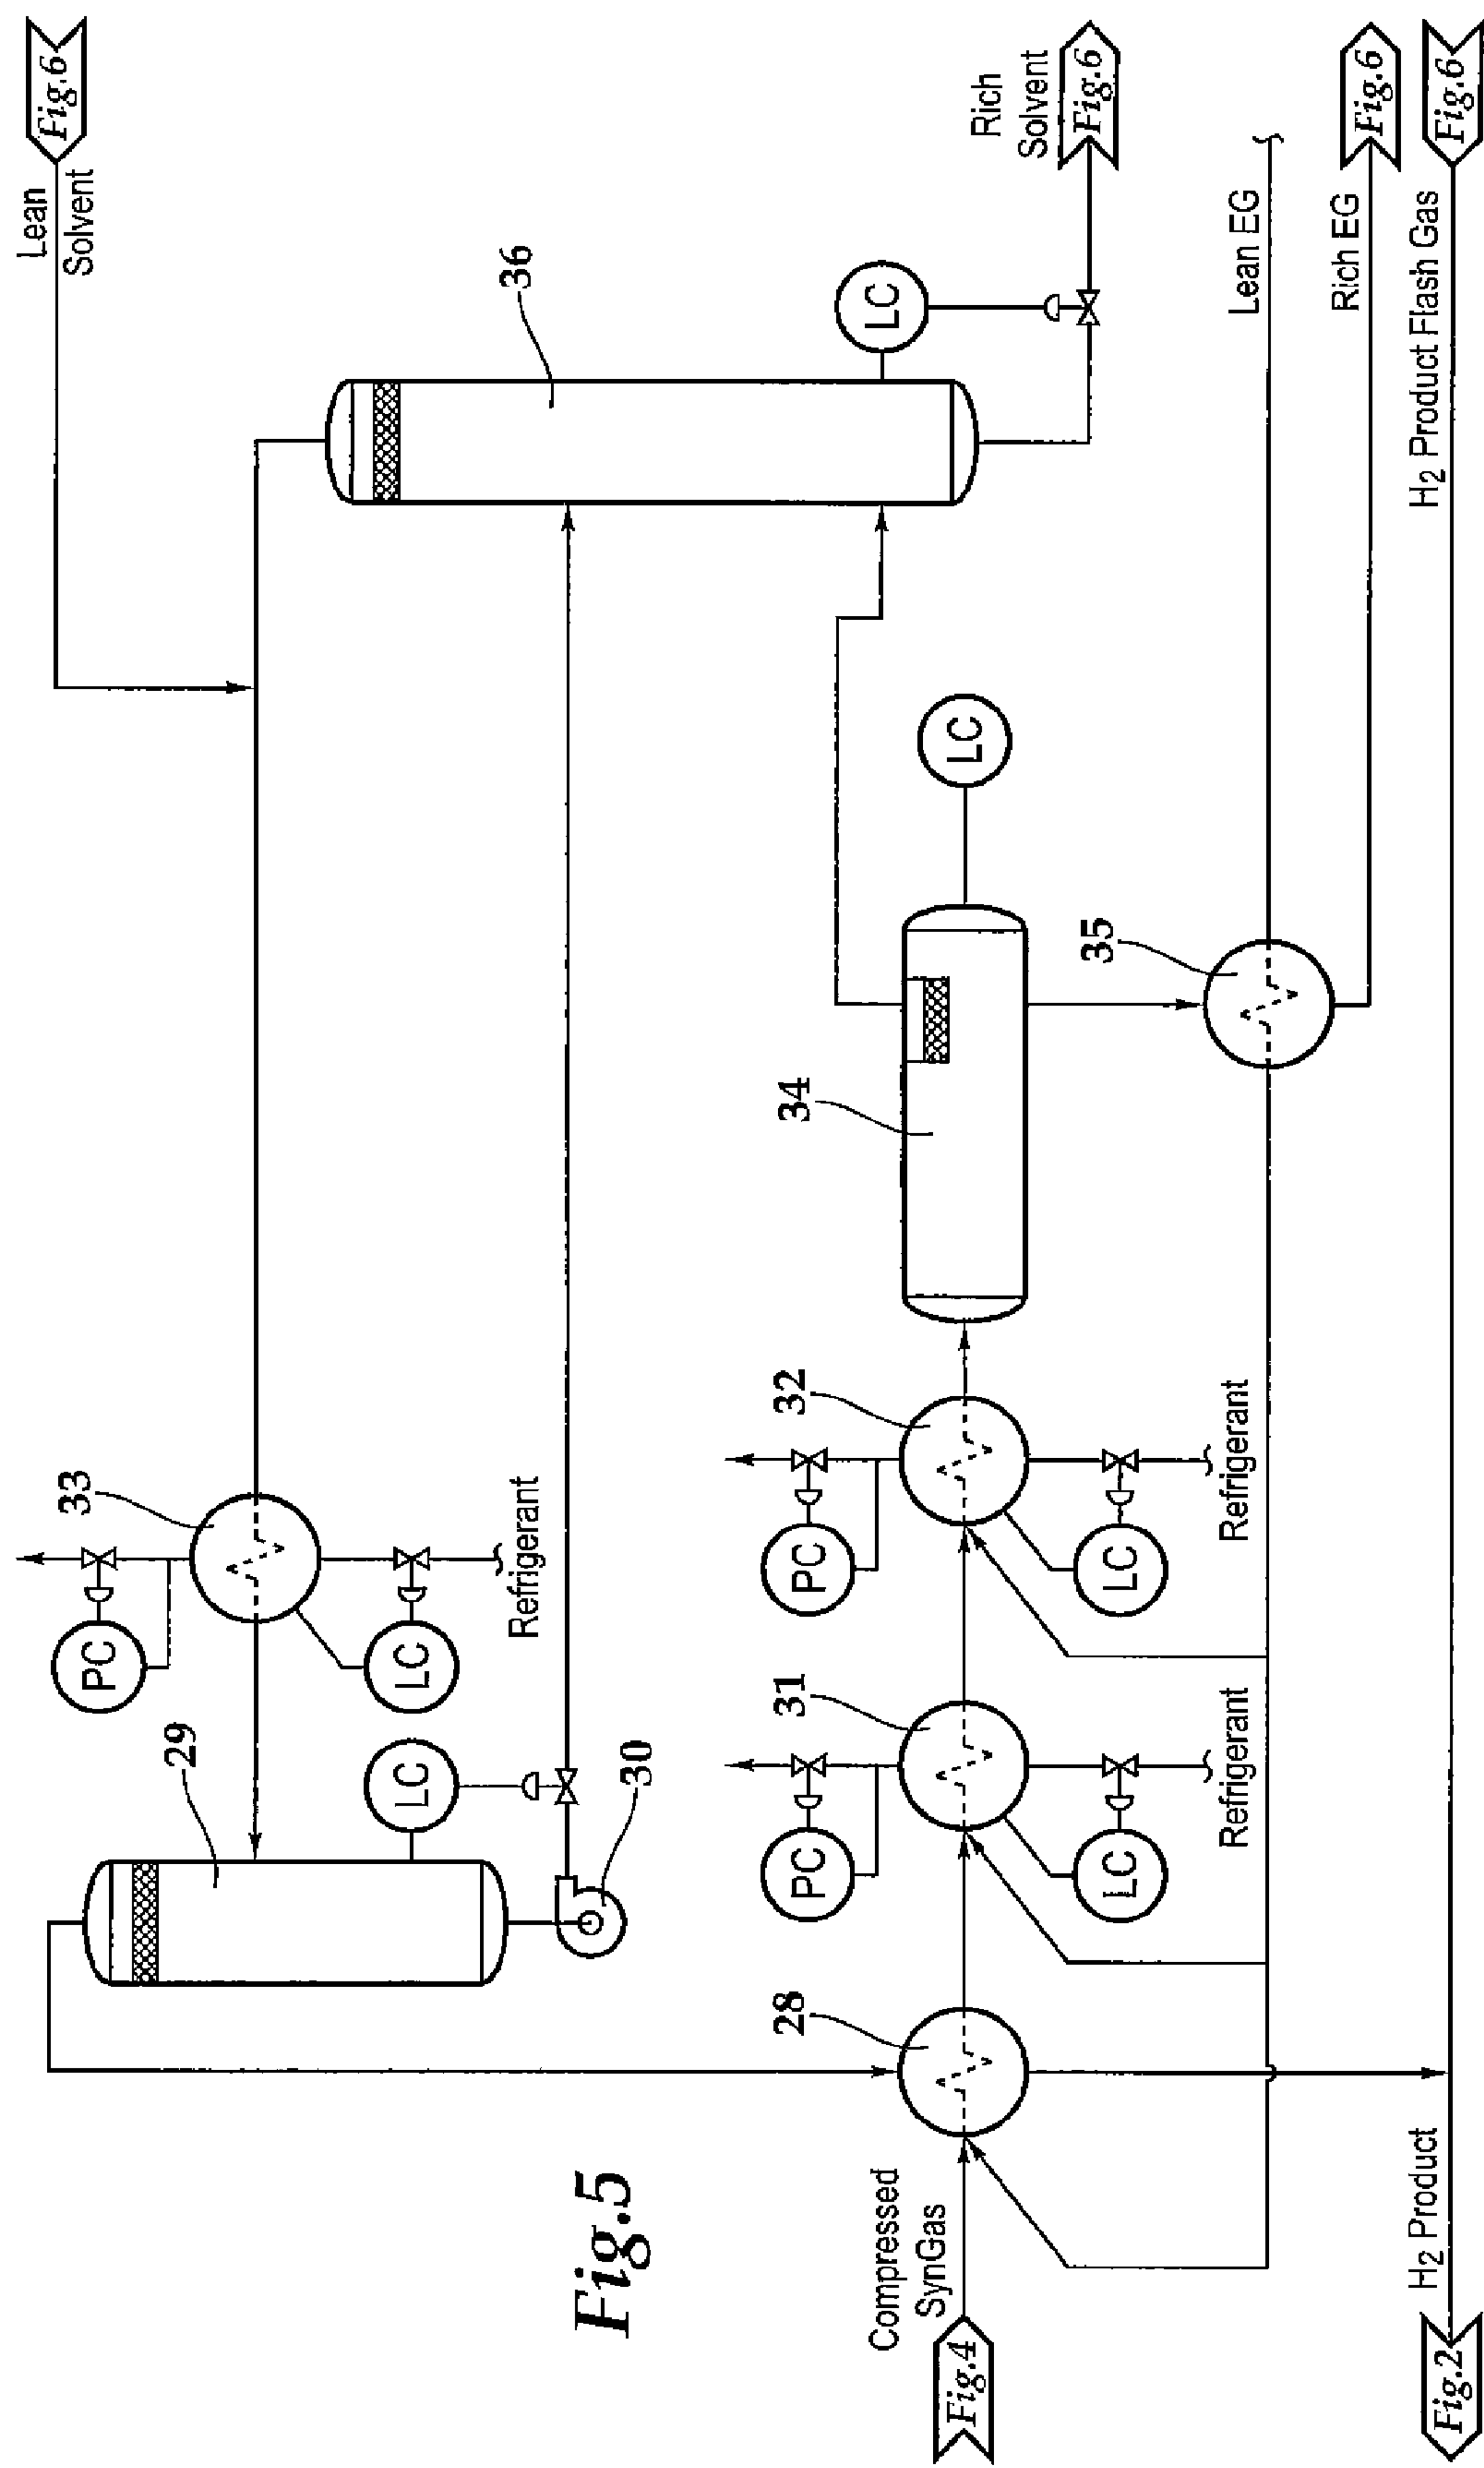 Fig.6
Lean
Solvent
33
PC
LC
Refrigerant
29
LC
30
36
LC
Rich
Solvent
Fig.6
LC
34
35
32
PC
LC
Refrigerant
31
PC
LC
Refrigerant
28
Compressed
SynGas
Fig.4
Lean EG
Rich EG
Fig.6
H2 Product Flash Gas
Fig.6
H2 Product
Fig.2
Fig.5